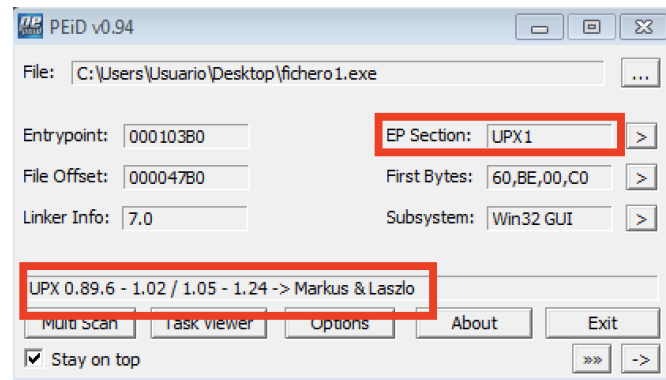 PEiD v0.94
File: C:\Users\Usuario\Desktop\fichero1.exe ...
Entrypoint: 000103B0 EP Section: UPX1 >
File Offset: 000047B0 First Bytes: 60,BE,00,C0 >
Linker Info: 7.0 Subsystem: Win32 GUI >
UPX 0.89.6 - 1.02 / 1.05 - 1.24 -> Markus & Laszlo
Multi Scan Task Viewer Options About Exit
Stay on top »» ->